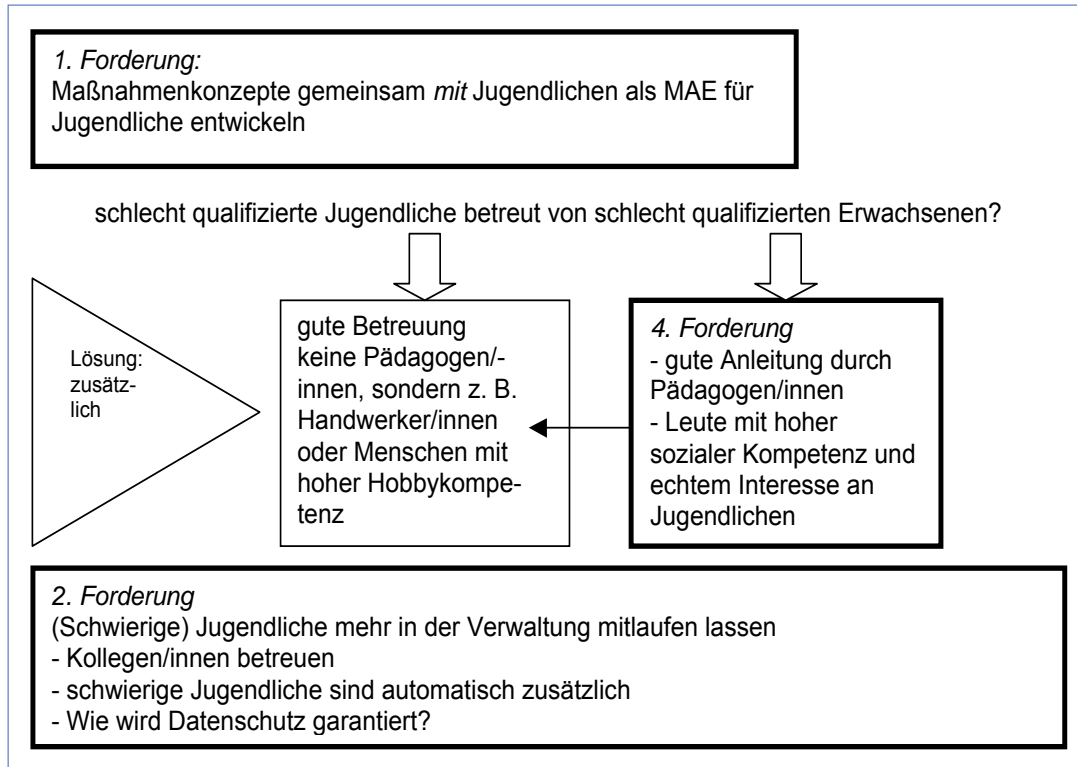 1. Forderung:
Maßnahmenkonzepte gemeinsam mit Jugendlichen als MAE für
Jugendliche entwickeln
schlecht qualifizierte Jugendliche betreut von schlecht qualifizierten Erwachsenen?
Lösung:
zusätz-
lich
gute Betreuung
keine Pädagogen/-
innen, sondern z. B.
Handwerker/innen
oder Menschen mit
hoher Hobbykompe-
tenz
4. Forderung
- gute Anleitung durch
Pädagogen/innen
- Leute mit hoher
sozialer Kompetenz und
echtem Interesse an
Jugendlichen
2. Forderung
(Schwierige) Jugendliche mehr in der Verwaltung mitlaufen lassen
- Kollegen/innen betreuen
- schwierige Jugendliche sind automatisch zusätzlich
- Wie wird Datenschutz garantiert?